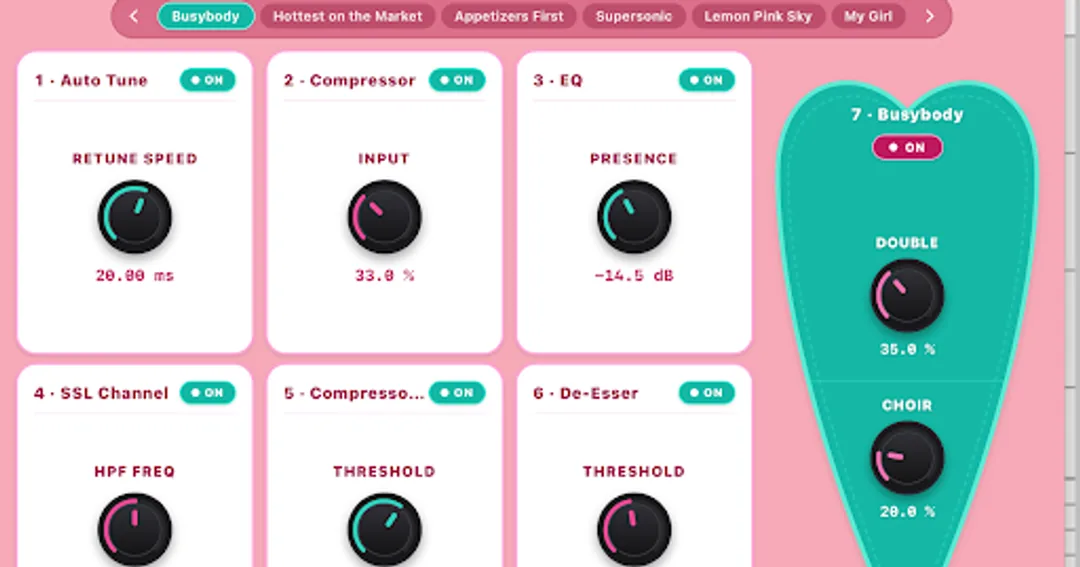 Busybody Hottest on the Market Appetizers First Supersonic Lemon Pink Sky My Girl
1 · Auto Tune ON
2 · Compressor ON
3 · EQ ON
7 · Busybody
ON
RETUNE SPEED
20.00 ms
INPUT
33.0 %
PRESENCE
-14.5 dB
DOUBLE
35.0 %
4 · SSL Channel ON
5 · Compresso... ON
6 · De-Esser ON
HPF FREQ
THRESHOLD
THRESHOLD
CHOIR
20.0 %